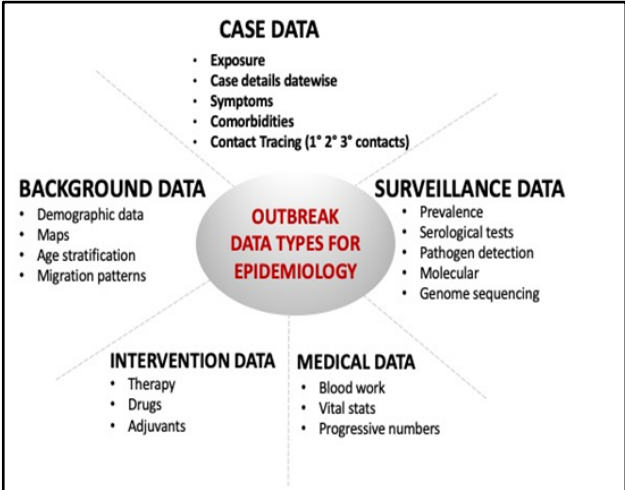 CASE DATA
• Exposure
• Case details datewise
• Symptoms
• Comorbidities
• Contact Tracing (1° 2° 3° contacts)
BACKGROUND DATA
• Demographic data
• Maps
• Age stratification
• Migration patterns
OUTBREAK
DATA TYPES FOR
EPIDEMIOLOGY
SURVEILLANCE DATA
• Prevalence
• Serological tests
• Pathogen detection
• Molecular
• Genome sequencing
INTERVENTION DATA
• Therapy
• Drugs
• Adjuvants
MEDICAL DATA
• Blood work
• Vital stats
• Progressive numbers